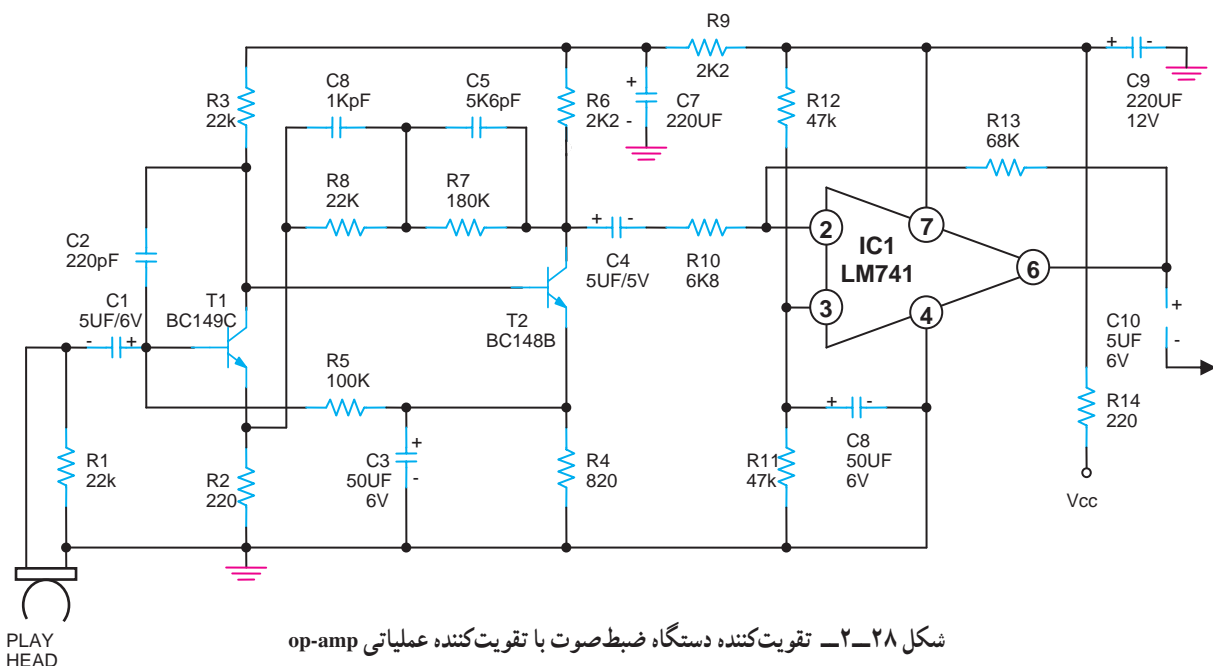 R9
2K2
C8
1KpF
C5
5K6pF
R3
22k
R6
2K2
+
-
C7
220UF
R12
47k
+
-
C9
220UF
12V
R13
68K
R8
22K
R7
180K
C2
220pF
+
-
C4
5UF/5V
R10
6K8
2
7
IC1
LM741
6
3
4
C1
5UF/6V
-
+
T1
BC149C
T2
BC148B
+
-
C10
5UF
6V
R5
100K
R1
22k
R2
220
C3
50UF
6V
+
-
R4
820
R11
47k
+
-
C8
50UF
6V
R14
220
Vcc
PLAY
HEAD
شکل ۲۸ــ۲ــ تقویت‌کننده دستگاه ضبط‌صوت با تقویت‌کننده عملیاتی op-amp